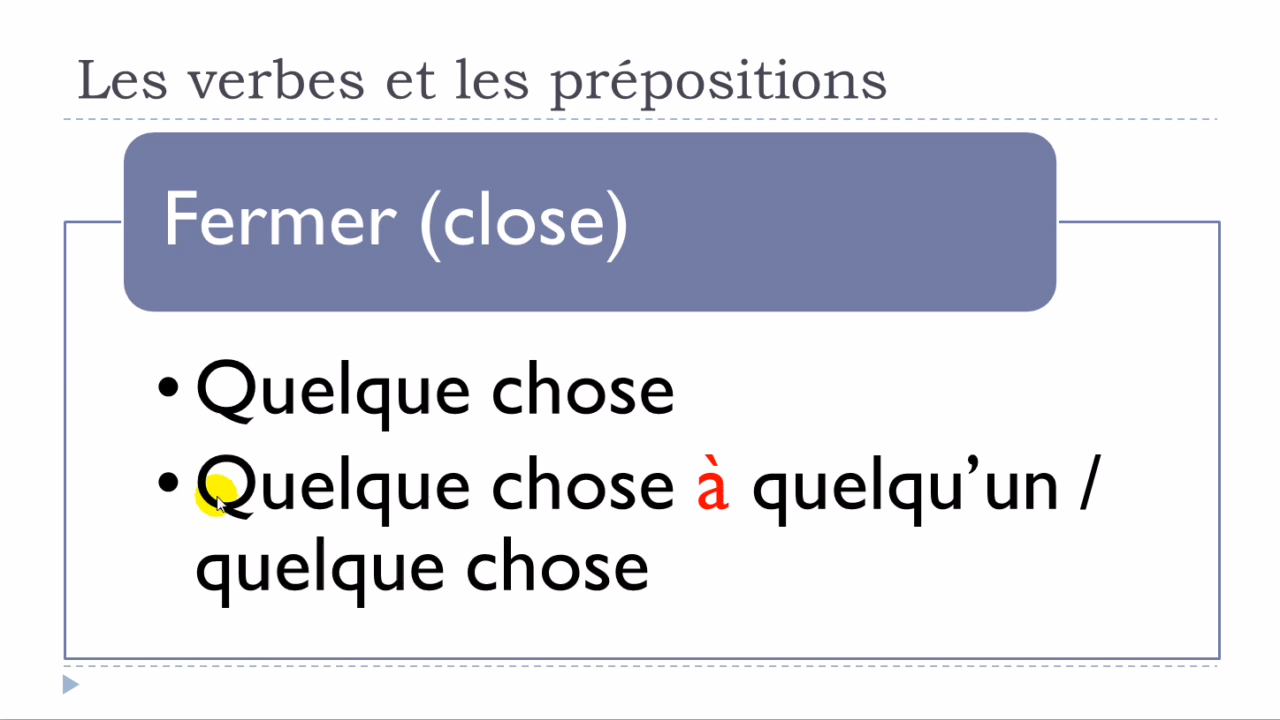 Les verbes et les prépositions
Fermer (close)
• Quelque chose
• Quelque chose à quelqu’un /
quelque chose